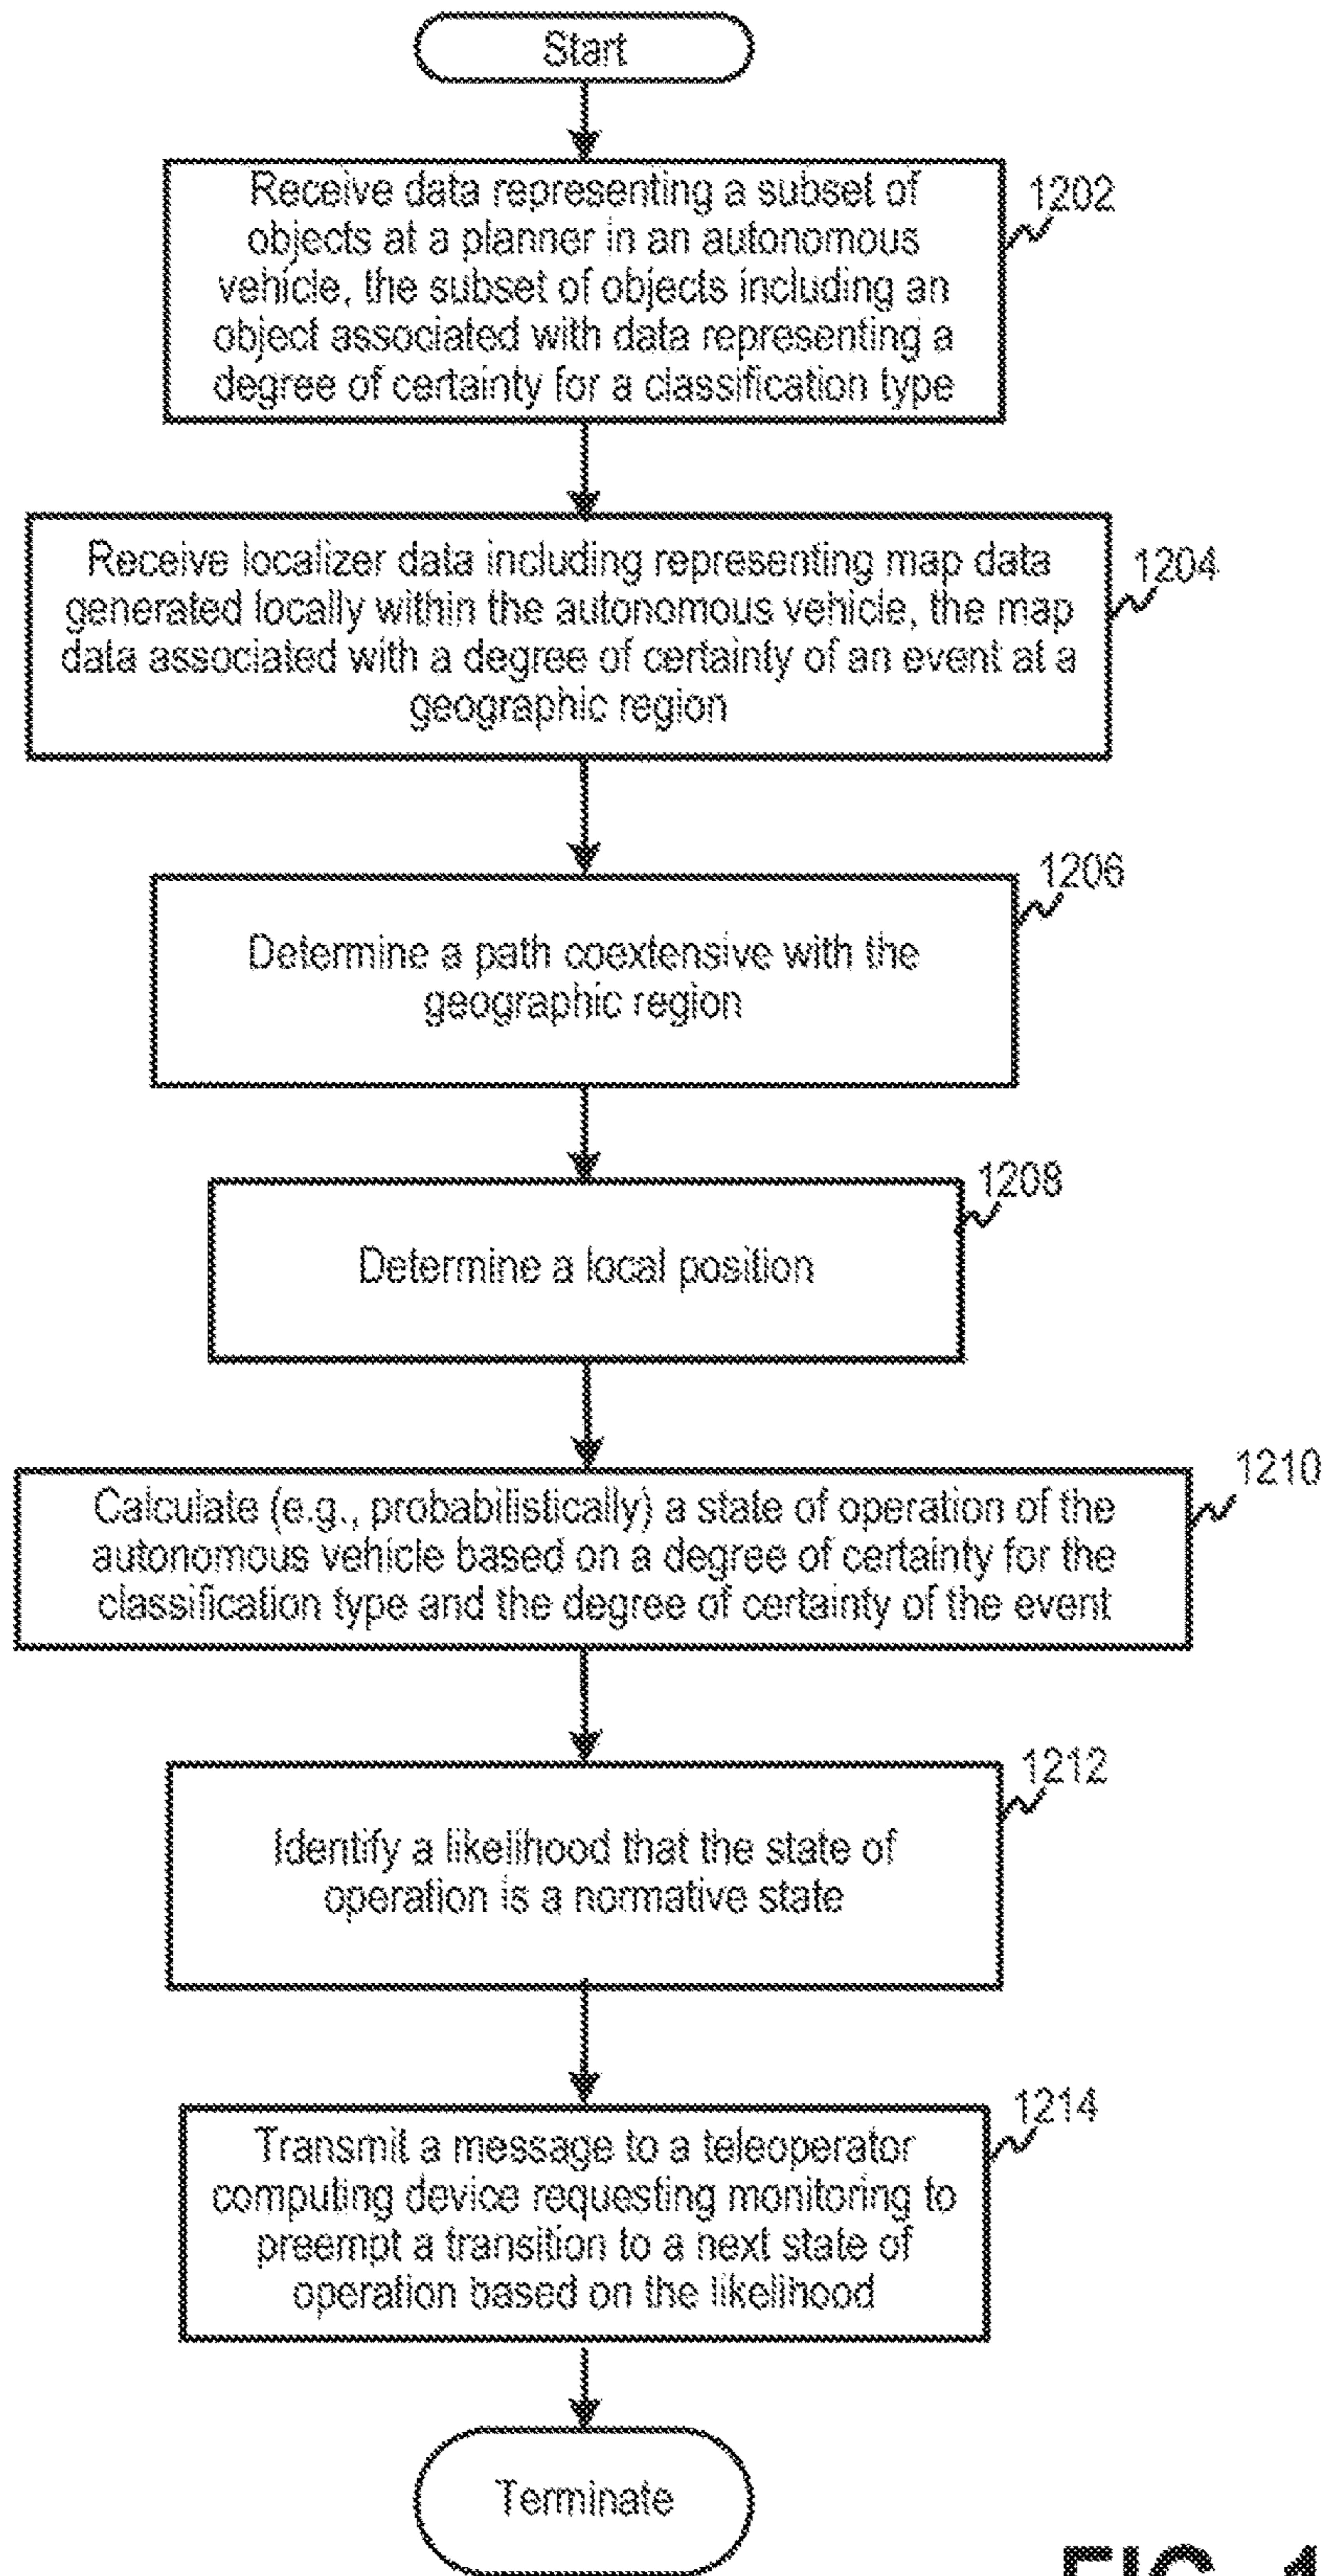 Start
Receive data representing a subset of
objects at a planner in an autonomous
vehicle, the subset of objects including an
object associated with data representing a
degree of certainty for a classification type
1202
Receive localizer data including representing map data
generated locally within the autonomous vehicle, the map
data associated with a degree of certainty of an event at a
geographic region
1204
Determine a path coextensive with the
geographic region
1206
Determine a local position
1208
Calculate (e.g., probabilistically) a state of operation of the
autonomous vehicle based on a degree of certainty for the
classification type and the degree of certainty of the event
1210
Identify a likelihood that the state of
operation is a normative state
1212
Transmit a message to a teleoperator
computing device requesting monitoring to
preempt a transition to a next state of
operation based on the likelihood
1214
Terminate
FIG. 1